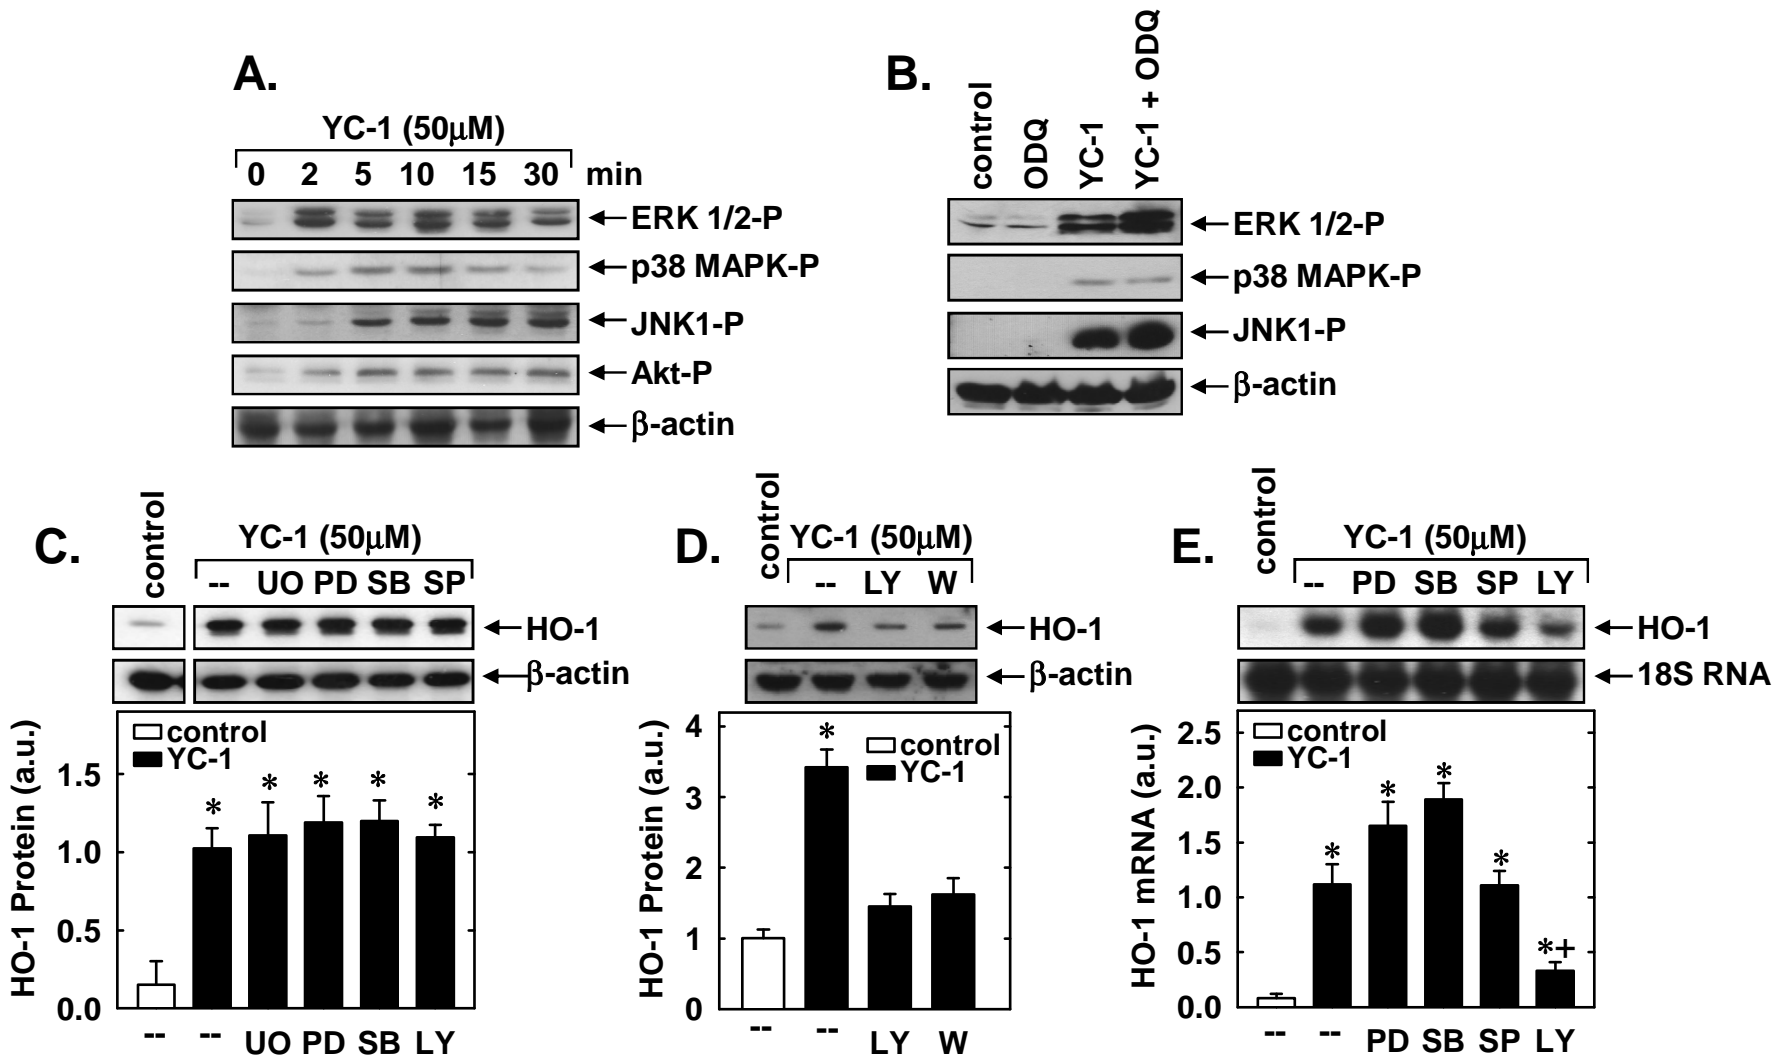 A.
YC-1 (50μM)
0 2 5 10 15 30 min
ERK 1/2-P
p38 MAPK-P
JNK1-P
Akt-P
β-actin
B.
control
ODQ
YC-1
YC-1 + ODQ
ERK 1/2-P
p38 MAPK-P
JNK1-P
β-actin
C.
control
YC-1 (50μM)
-- UO PD SB SP
HO-1
β-actin
HO-1 Protein (a.u.)
control
YC-1
1.5
1.0
0.5
0.0
* * * * *
-- -- UO PD SB LY
D.
control
YC-1 (50μM)
-- LY W
HO-1
β-actin
HO-1 Protein (a.u.)
control
YC-1
4
3
2
1
0
*
-- -- LY W
E.
control
YC-1 (50μM)
-- PD SB SP LY
HO-1
18S RNA
HO-1 mRNA (a.u.)
control
YC-1
2.5
2.0
1.5
1.0
0.5
0.0
* * * * *+
-- -- PD SB SP LY